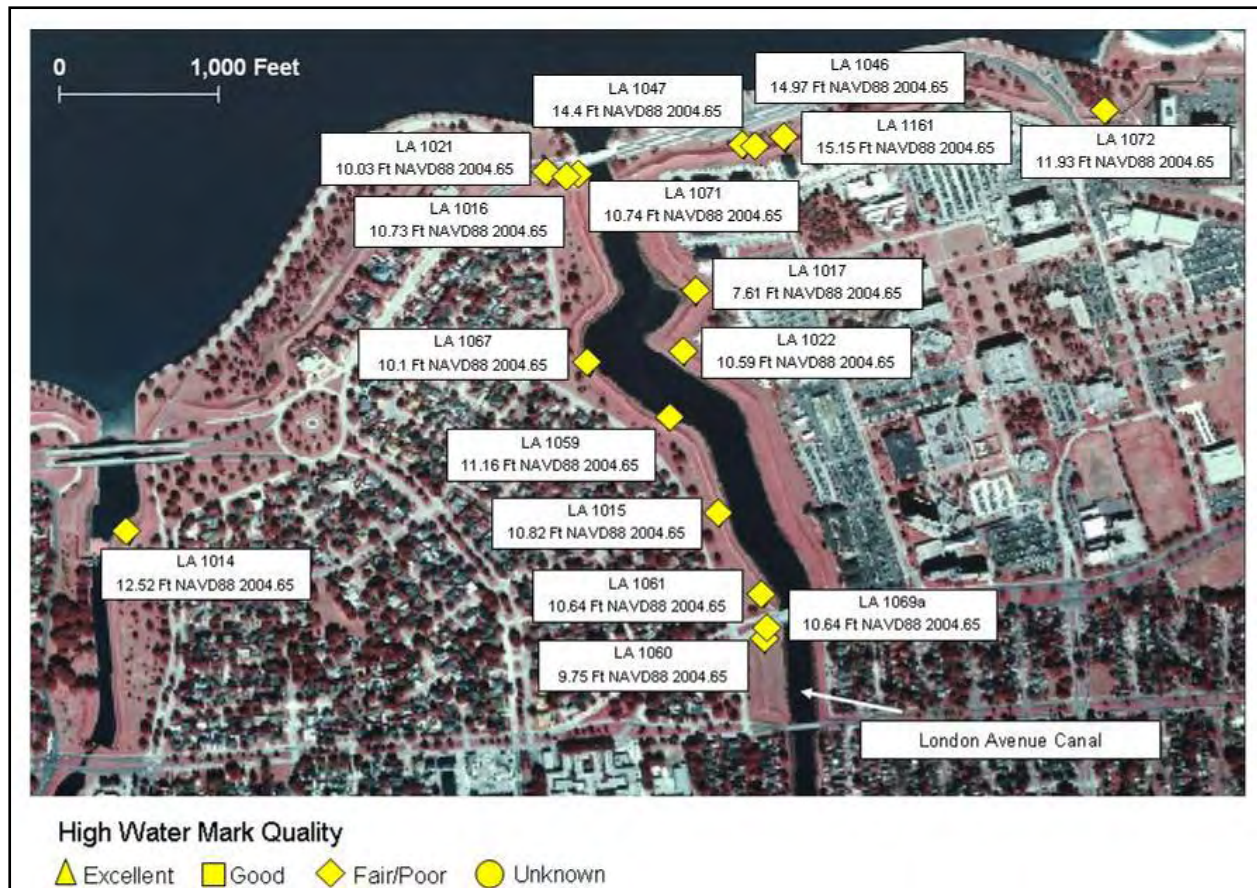 0 1,000 Feet
LA 1047
14.4 Ft NAVD88 2004.65
LA 1046
14.97 Ft NAVD88 2004.65
LA 1021
10.03 Ft NAVD88 2004.65
LA 1161
15.15 Ft NAVD88 2004.65
LA 1072
11.93 Ft NAVD88 2004.65
LA 1016
10.73 Ft NAVD88 2004.65
LA 1071
10.74 Ft NAVD88 2004.65
LA 1017
7.61 Ft NAVD88 2004.65
LA 1067
10.1 Ft NAVD88 2004.65
LA 1022
10.59 Ft NAVD88 2004.65
LA 1059
11.16 Ft NAVD88 2004.65
LA 1015
10.82 Ft NAVD88 2004.65
LA 1014
12.52 Ft NAVD88 2004.65
LA 1061
10.64 Ft NAVD88 2004.65
LA 1069a
10.64 Ft NAVD88 2004.65
LA 1060
9.75 Ft NAVD88 2004.65
London Avenue Canal
High Water Mark Quality
Excellent Good Fair/Poor Unknown